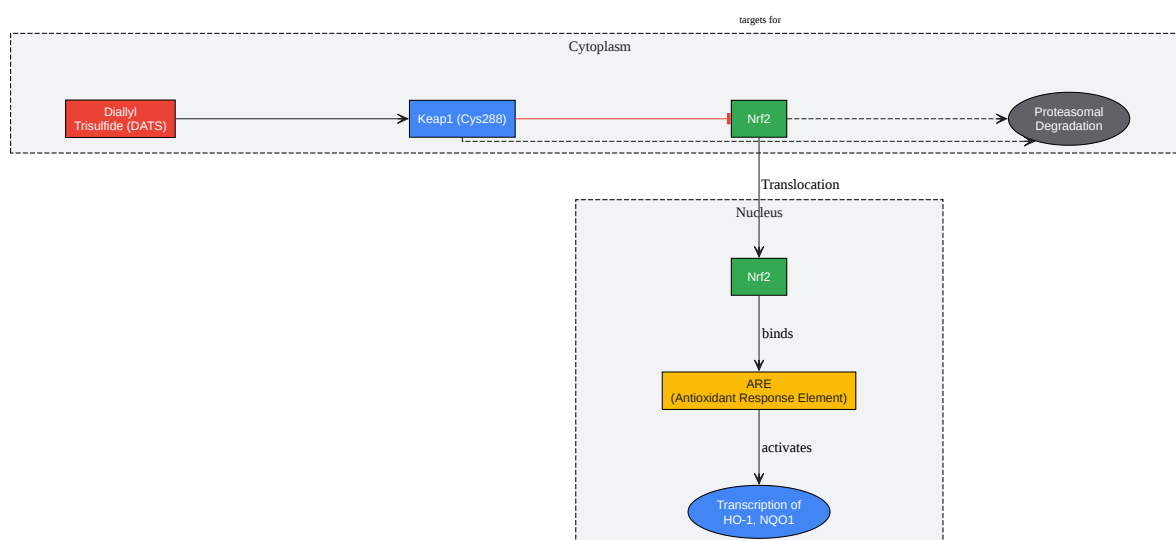 targets for
Cytoplasm
Diallyl
Trisulfide (DATS)
Keap1 (Cys288)
Nrf2
Proteasomal
Degradation
Translocation
Nucleus
Nrf2
binds
ARE
(Antioxidant Response Element)
activates
Transcription of
HO-1, NQO1